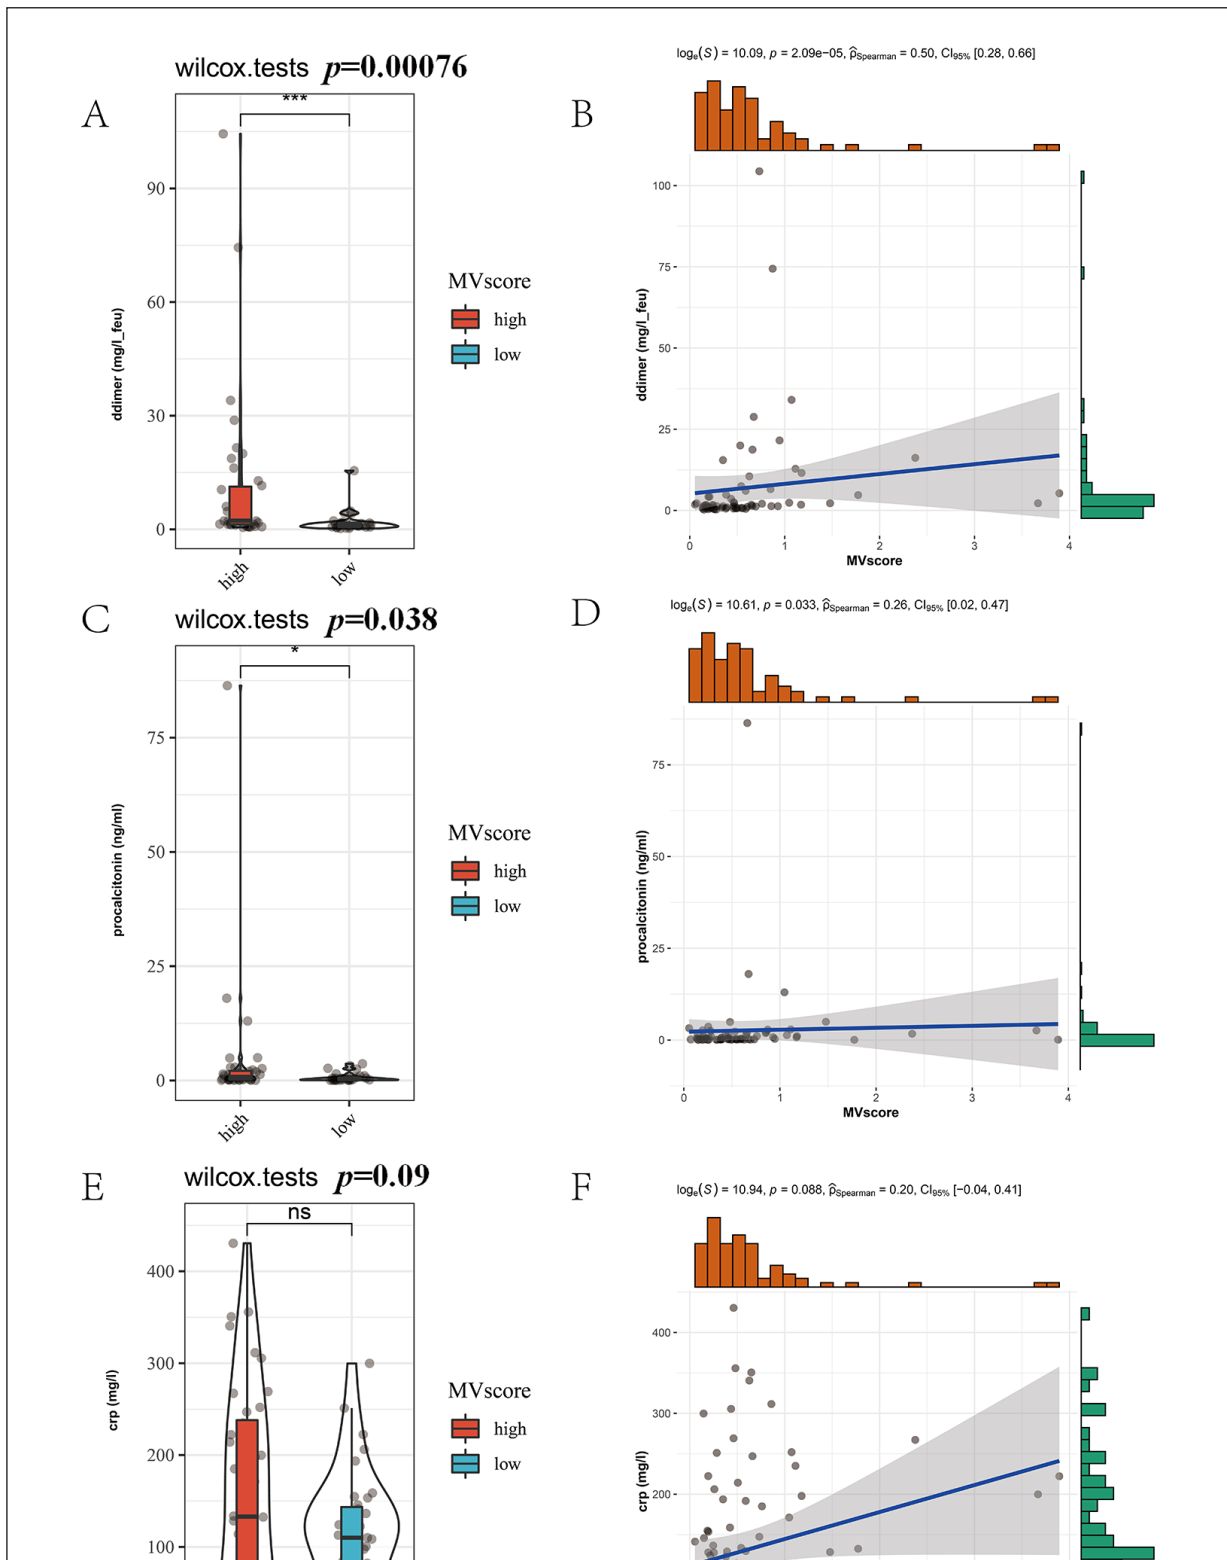 A
wilcox.tests p=0.00076
***
90
60
30
0
ddimer (mg/l_feu)
high
low
MVscore
high
low
B
logₑ(S) = 10.09, p = 2.09e−05, ρ̂Spearman = 0.50, CI95% [0.28, 0.66]
100
75
50
25
0
ddimer (mg/l_feu)
0 1 2 3 4
MVscore
C
wilcox.tests p=0.038
*
75
50
25
0
procalcitonin (ng/ml)
high
low
MVscore
high
low
D
logₑ(S) = 10.61, p = 0.033, ρ̂Spearman = 0.26, CI95% [0.02, 0.47]
75
50
25
0
procalcitonin (ng/ml)
0 1 2 3 4
MVscore
E
wilcox.tests p=0.09
ns
400
300
200
100
crp (mg/l)
MVscore
high
low
F
logₑ(S) = 10.94, p = 0.088, ρ̂Spearman = 0.20, CI95% [−0.04, 0.41]
400
300
200
crp (mg/l)